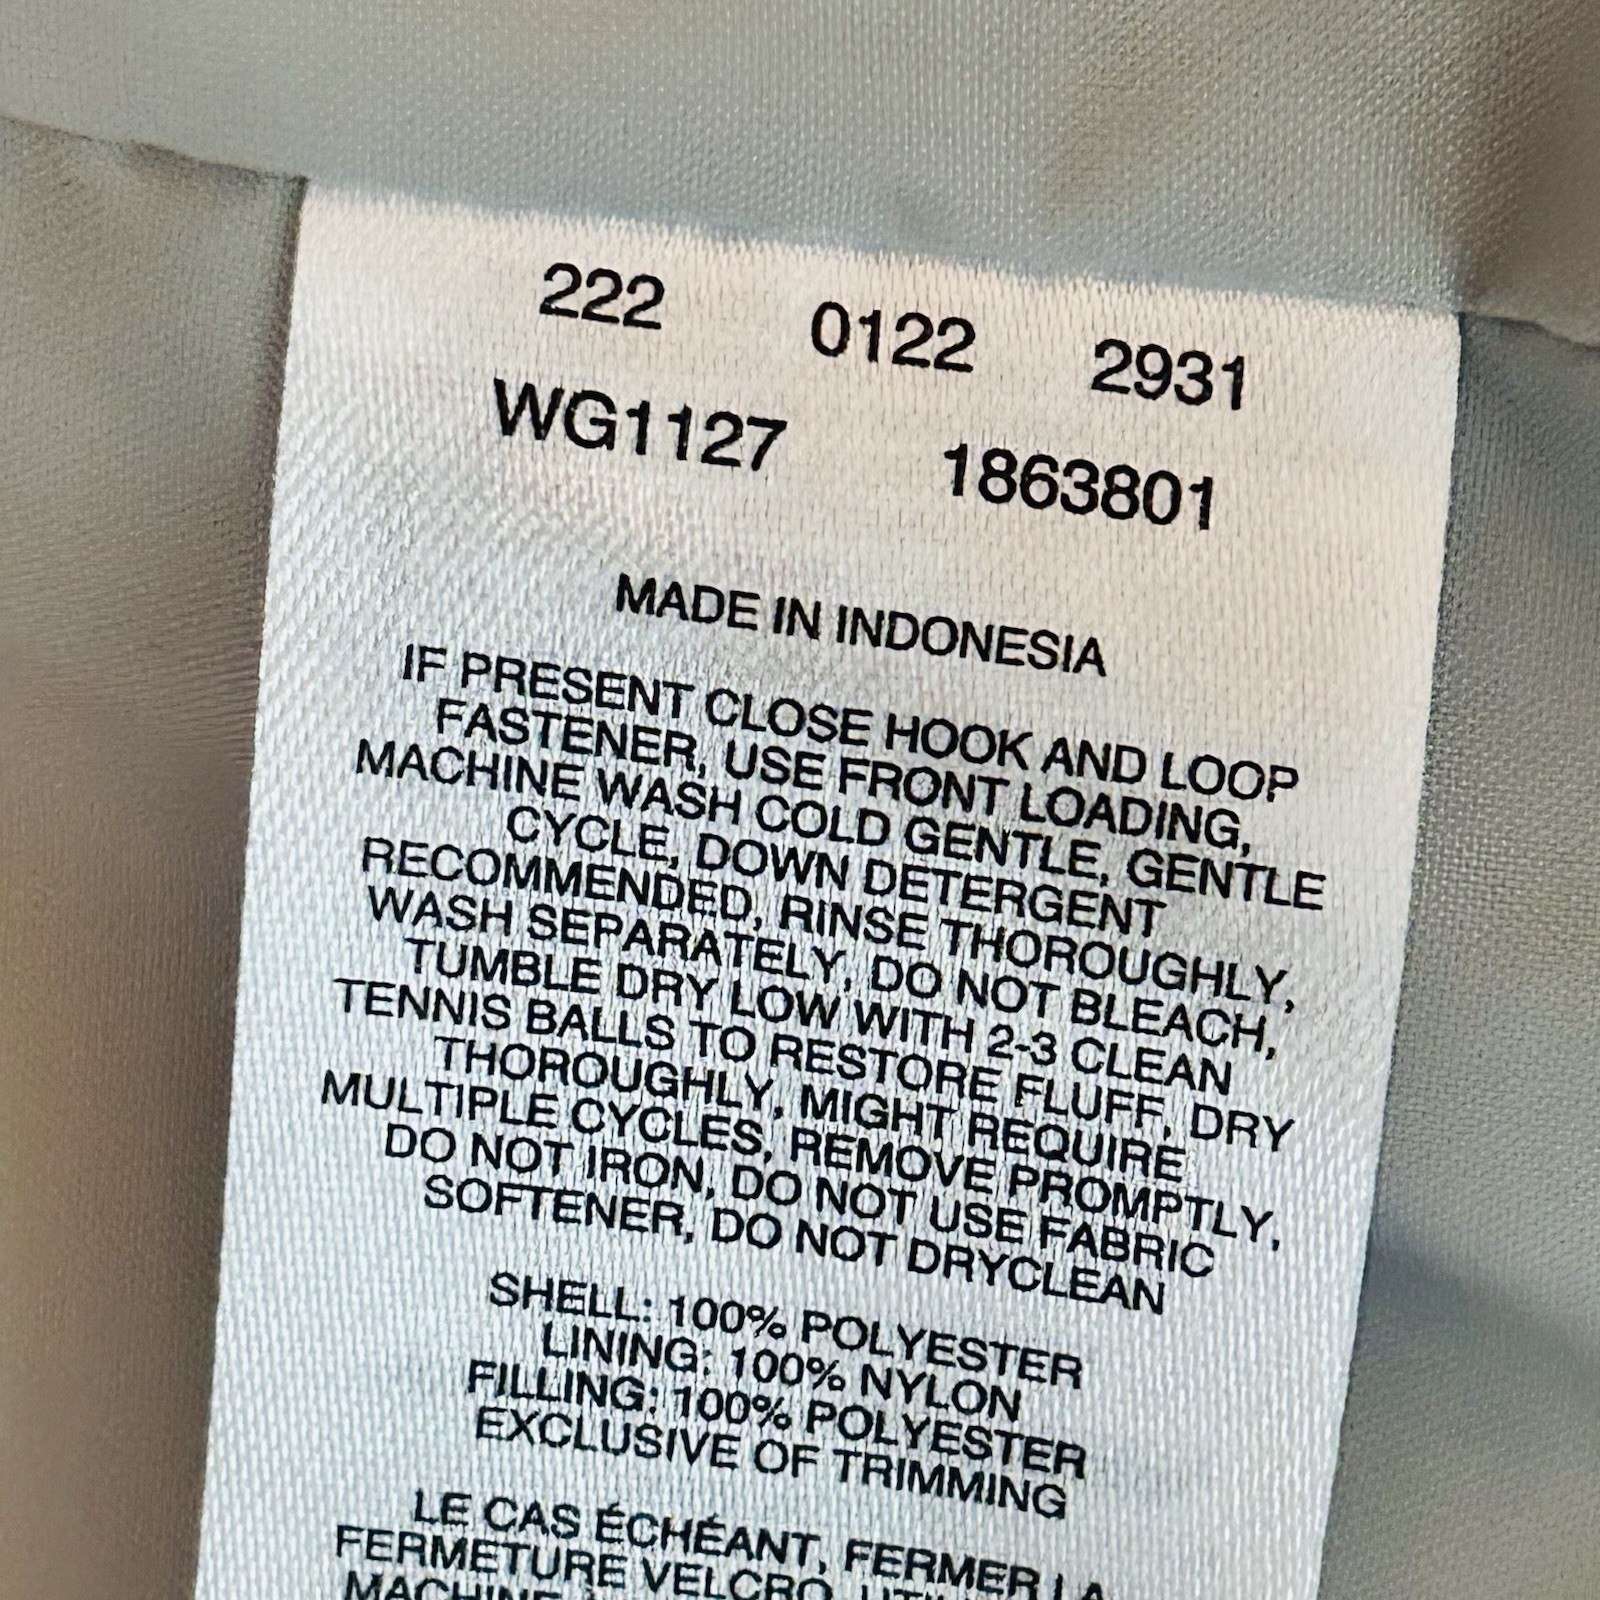 222 0122 2931
WG1127 1863801
MADE IN INDONESIA
IF PRESENT CLOSE HOOK AND LOOP
FASTENER, USE FRONT LOADING,
MACHINE WASH COLD GENTLE, GENTLE
CYCLE, DOWN DETERGENT
RECOMMENDED, RINSE THOROUGHLY,
WASH SEPARATELY, DO NOT BLEACH,
TUMBLE DRY LOW WITH 2-3 CLEAN
TENNIS BALLS TO RESTORE FLUFF, DRY
THOROUGHLY, MIGHT REQUIRE
MULTIPLE CYCLES, REMOVE PROMPTLY,
DO NOT IRON, DO NOT USE FABRIC
SOFTENER, DO NOT DRYCLEAN
SHELL: 100% POLYESTER
LINING: 100% NYLON
FILLING: 100% POLYESTER
EXCLUSIVE OF TRIMMING
LE CAS ÉCHÉANT, FERMER LA
FERMETURE VELCRO,
MACHINE